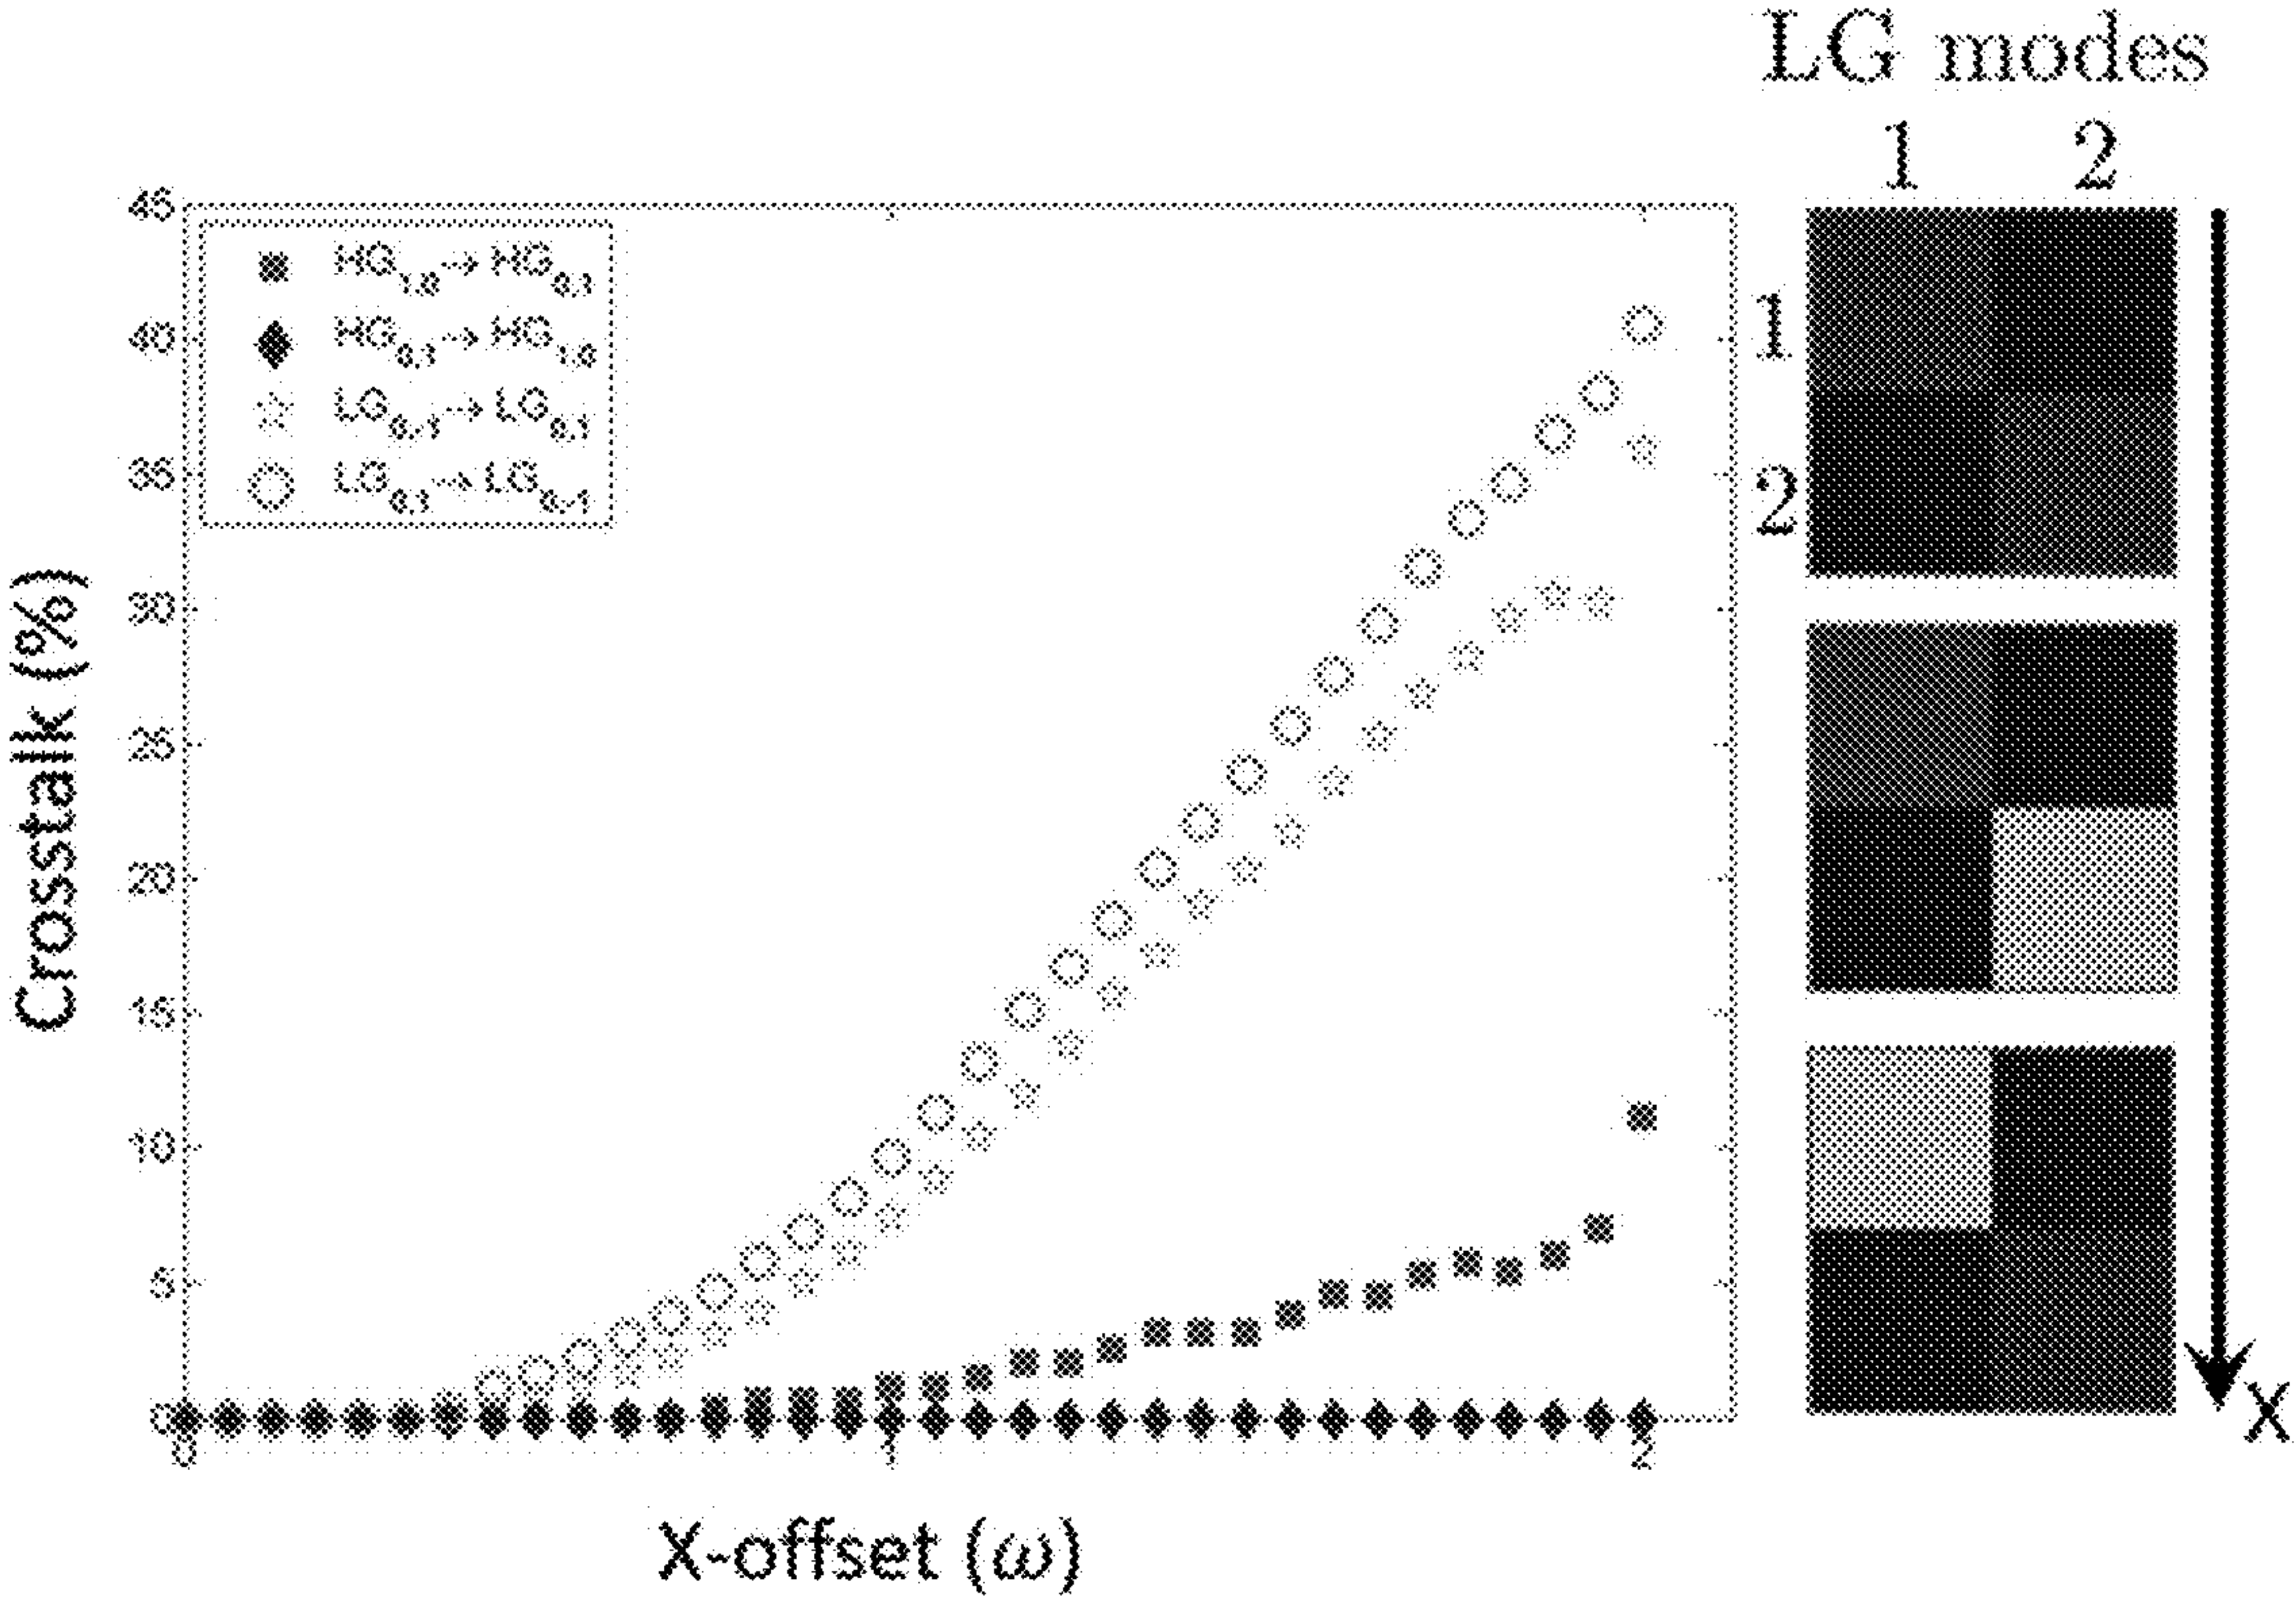 LG modes
1 2
45
HG1,0→HG0,1
40
HG0,1→HG1,0
1
LG0,-1→LG0,1
35
LG0,1→LG0,-1
2
30
25
20
15
10
5
0
Crosstalk (%)
0 1 2
X
X-offset (ω)